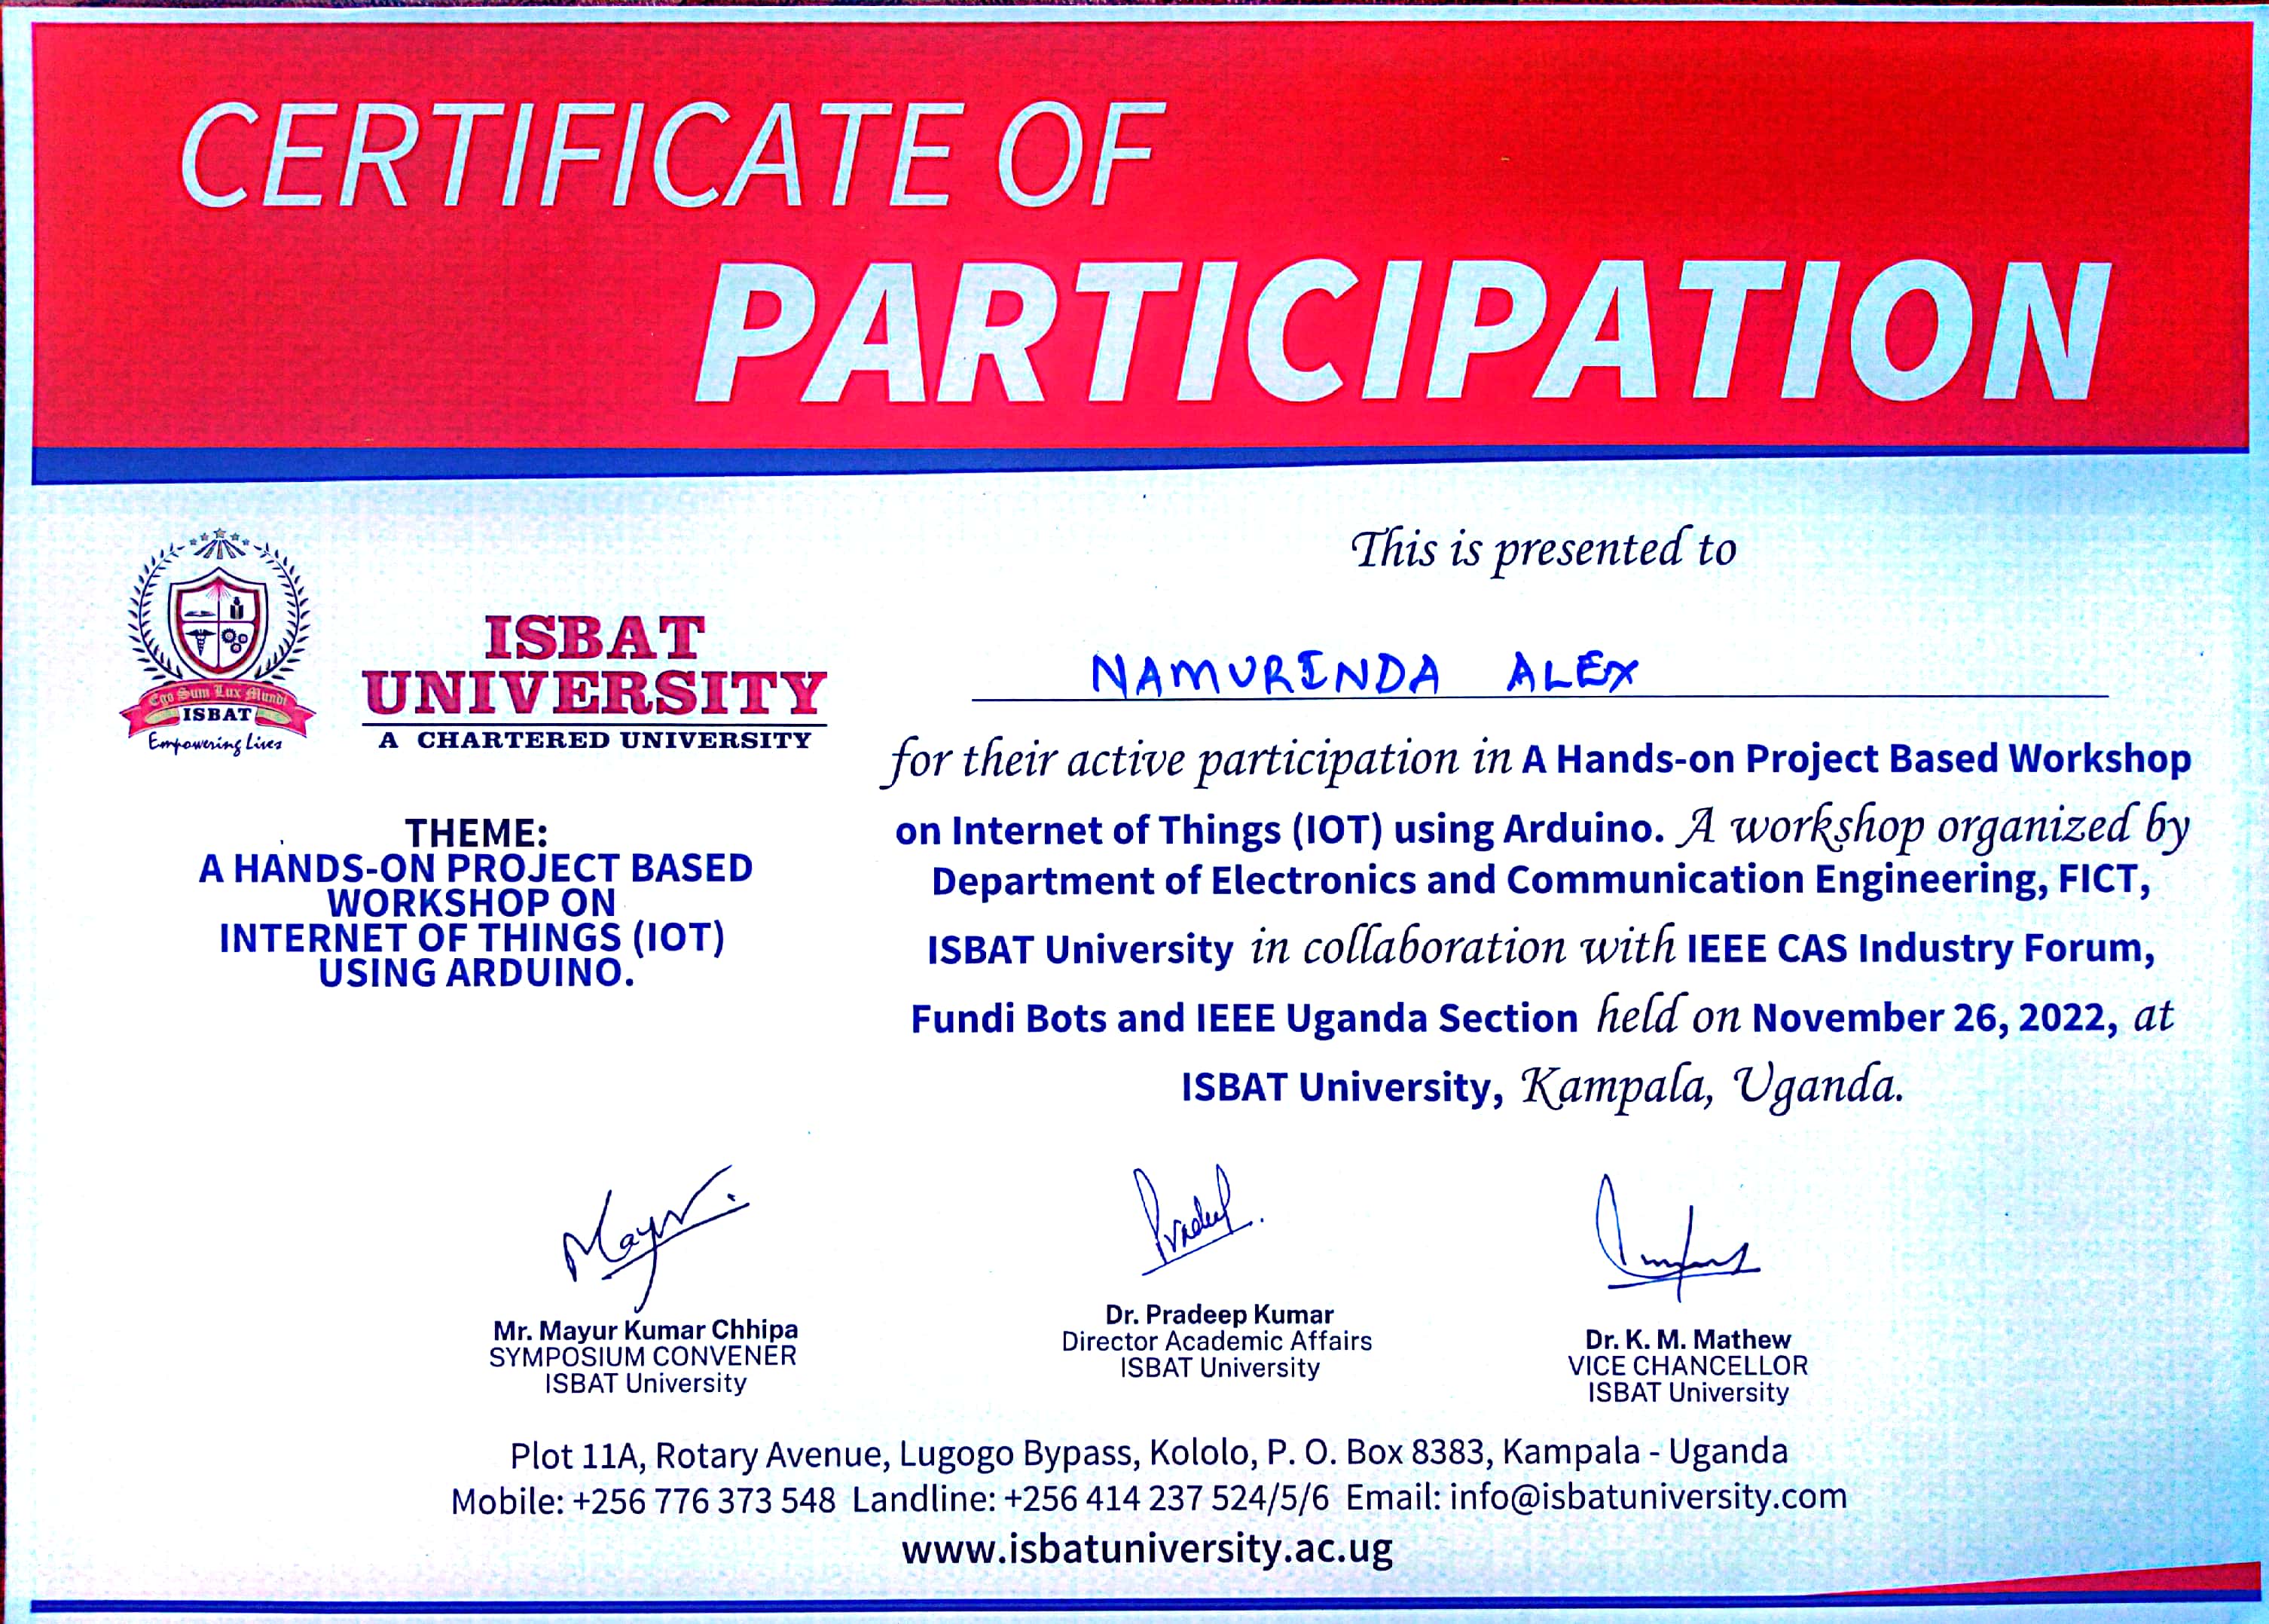 CERTIFICATE OF
PARTICIPATION
This is presented to
NAMURINDA ALEX
for their active participation in A Hands-on Project Based Workshop
on Internet of Things (IOT) using Arduino. A workshop organized by
Department of Electronics and Communication Engineering, FICT,
ISBAT University in collaboration with IEEE CAS Industry Forum,
Fundi Bots and IEEE Uganda Section held on November 26, 2022, at
ISBAT University, Kampala, Uganda.
Ego Sum Lux Mundi
ISBAT
Empowering Lives
ISBAT
UNIVERSITY
A CHARTERED UNIVERSITY
THEME:
A HANDS-ON PROJECT BASED
WORKSHOP ON
INTERNET OF THINGS (IOT)
USING ARDUINO.
Mayur
Mr. Mayur Kumar Chhipa
SYMPOSIUM CONVENER
ISBAT University
Pradeep
Dr. Pradeep Kumar
Director Academic Affairs
ISBAT University
Dr. K. M. Mathew
VICE CHANCELLOR
ISBAT University
Plot 11A, Rotary Avenue, Lugogo Bypass, Kololo, P. O. Box 8383, Kampala - Uganda
Mobile: +256 776 373 548 Landline: +256 414 237 524/5/6 Email: info@isbatuniversity.com
www.isbatuniversity.ac.ug